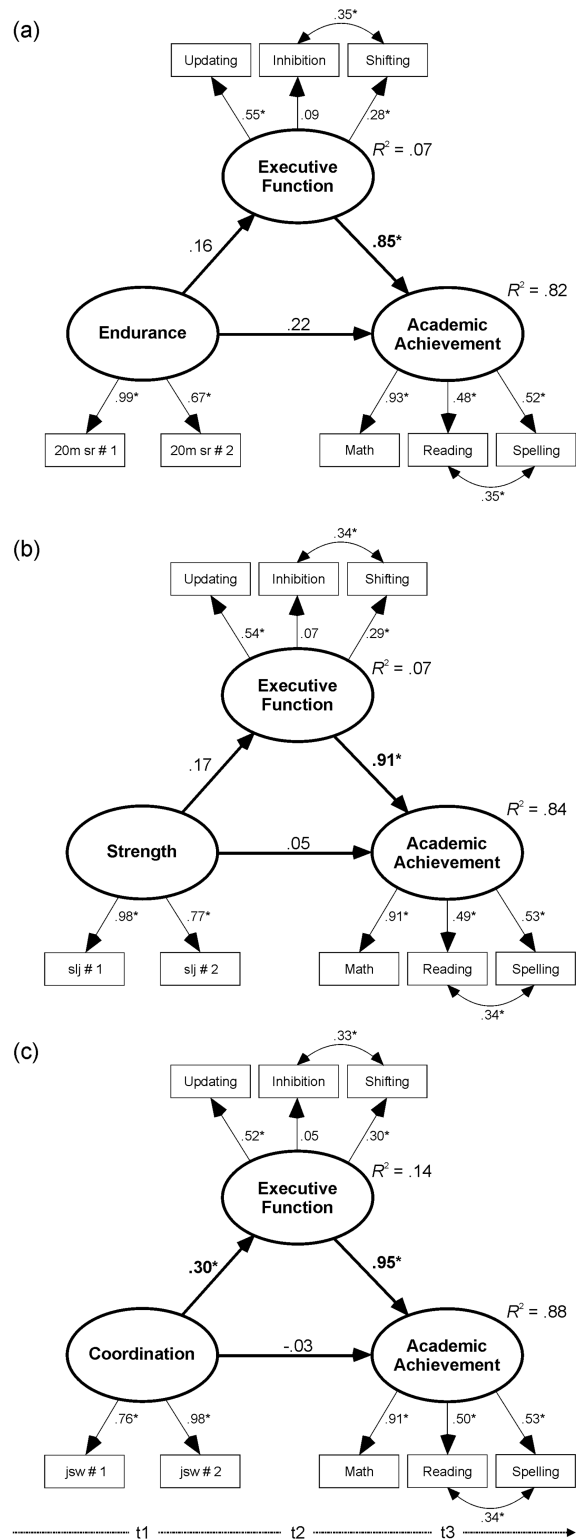 (a)
.35*
Updating Inhibition Shifting
.55* .09 .28*
Executive
Function
R² = .07
.16 .85*
R² = .82
Endurance .22 Academic
Achievement
.99* .67* .93* .48* .52*
20m sr # 1 20m sr # 2 Math Reading Spelling
.35*
(b)
.34*
Updating Inhibition Shifting
.54* .07 .29*
Executive
Function
R² = .07
.17 .91*
R² = .84
Strength .05 Academic
Achievement
.98* .77* .91* .49* .53*
slj # 1 slj # 2 Math Reading Spelling
.34*
(c)
.33*
Updating Inhibition Shifting
.52* .05 .30*
Executive
Function
R² = .14
.30* .95*
R² = .88
Coordination -.03 Academic
Achievement
.76* .98* .91* .50* .53*
jsw # 1 jsw # 2 Math Reading Spelling
.34*
t1 t2 t3